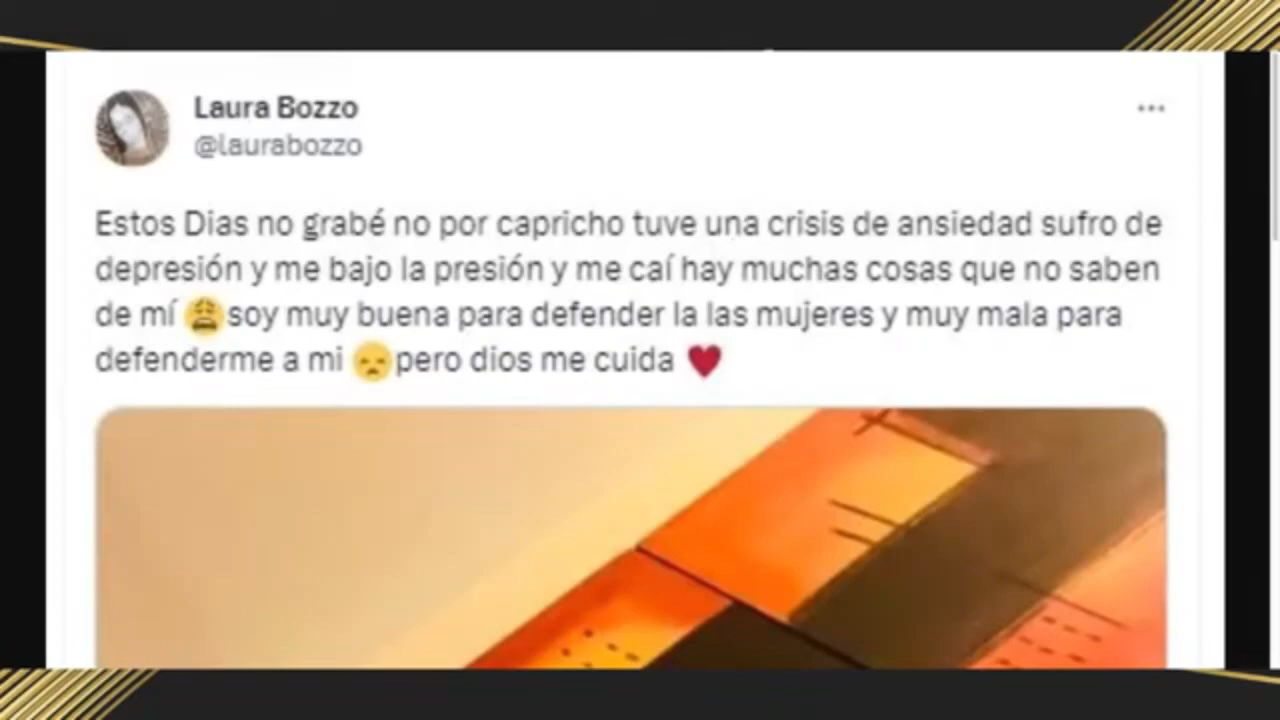 Laura Bozzo
@laurabozzo
Estos Dias no grabé no por capricho tuve una crisis de ansiedad sufro de
depresión y me bajo la presión y me caí hay muchas cosas que no saben
de mí 😩soy muy buena para defender la las mujeres y muy mala para
defenderme a mi 😞pero dios me cuida ♥